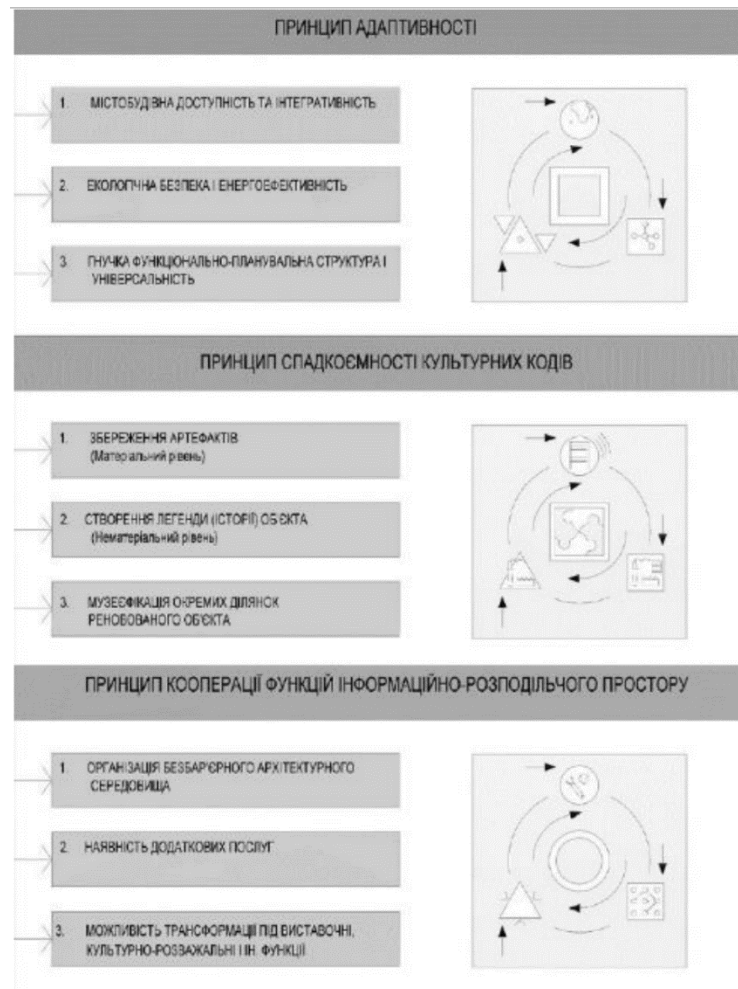 ПРИНЦИП АДАПТИВНОСТІ
1. МІСТОБУДІВНА ДОСТУПНІСТЬ ТА ІНТЕГРАТИВНІСТЬ
2. ЕКОЛОГІЧНА БЕЗПЕКА І ЕНЕРГОЕФЕКТИВНІСТЬ
3. ГНУЧКА ФУНКЦІОНАЛЬНО-ПЛАНУВАЛЬНА СТРУКТУРА І
УНІВЕРСАЛЬНІСТЬ
ПРИНЦИП СПАДКОЄМНОСТІ КУЛЬТУРНИХ КОДІВ
1. ЗБЕРЕЖЕННЯ АРТЕФАКТІВ
(Матеріальний рівень)
2. СТВОРЕННЯ ЛЕГЕНДИ (ІСТОРІЇ) ОБ'ЄКТА
(Нематеріальний рівень)
3. МУЗЕЄФІКАЦІЯ ОКРЕМИХ ДІЛЯНОК
РЕНОВОВАНОГО ОБ'ЄКТА
ПРИНЦИП КООПЕРАЦІЇ ФУНКЦІЙ ІНФОРМАЦІЙНО-РОЗПОДІЛЬЧОГО ПРОСТОРУ
1. ОРГАНІЗАЦІЯ БЕЗБАР'ЄРНОГО АРХІТЕКТУРНОГО
СЕРЕДОВИЩА
2. НАЯВНІСТЬ ДОДАТКОВИХ ПОСЛУГ
3. МОЖЛИВІСТЬ ТРАНСФОРМАЦІЇ ПІД ВИСТАВОЧНІ,
КУЛЬТУРНО-РОЗВАЖАЛЬНІ І ІН. ФУНКЦІЇ